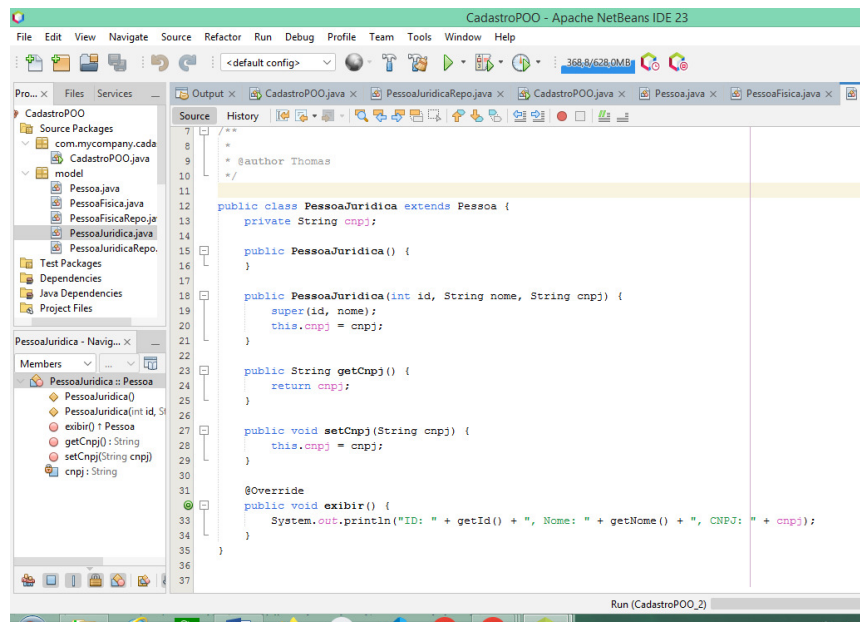 CadastroPOO - Apache NetBeans IDE 23
File Edit View Navigate Source Refactor Run Debug Profile Team Tools Window Help
<default config>
368,8/628,0MB
Pro... × Files Services
Output × CadastroPOO.java × PessoaJuridicaRepo.java × CadastroPOO.java × Pessoa.java × PessoaFisica.java ×
CadastroPOO
Source Packages
com.mycompany.cada
CadastroPOO.java
model
Pessoa.java
PessoaFisica.java
PessoaFisicaRepo.ja
PessoaJuridica.java
PessoaJuridicaRepo.
Test Packages
Dependencies
Java Dependencies
Project Files
PessoaJuridica - Navig... ×
Members ...
PessoaJuridica :: Pessoa
PessoaJuridica()
PessoaJuridica(int id, St
exibir() ↑ Pessoa
getCnpj() : String
setCnpj(String cnpj)
cnpj : String
Source History
7 /**
8 *
9 * @author Thomas
10 */
11
12 public class PessoaJuridica extends Pessoa {
13 private String cnpj;
14
15 public PessoaJuridica() {
16 }
17
18 public PessoaJuridica(int id, String nome, String cnpj) {
19 super(id, nome);
20 this.cnpj = cnpj;
21 }
22
23 public String getCnpj() {
24 return cnpj;
25 }
26
27 public void setCnpj(String cnpj) {
28 this.cnpj = cnpj;
29 }
30
31 @Override
public void exibir() {
33 System.out.println("ID: " + getId() + ", Nome: " + getNome() + ", CNPJ: " + cnpj);
34 }
35 }
36
37
Run (CadastroPOO_2)